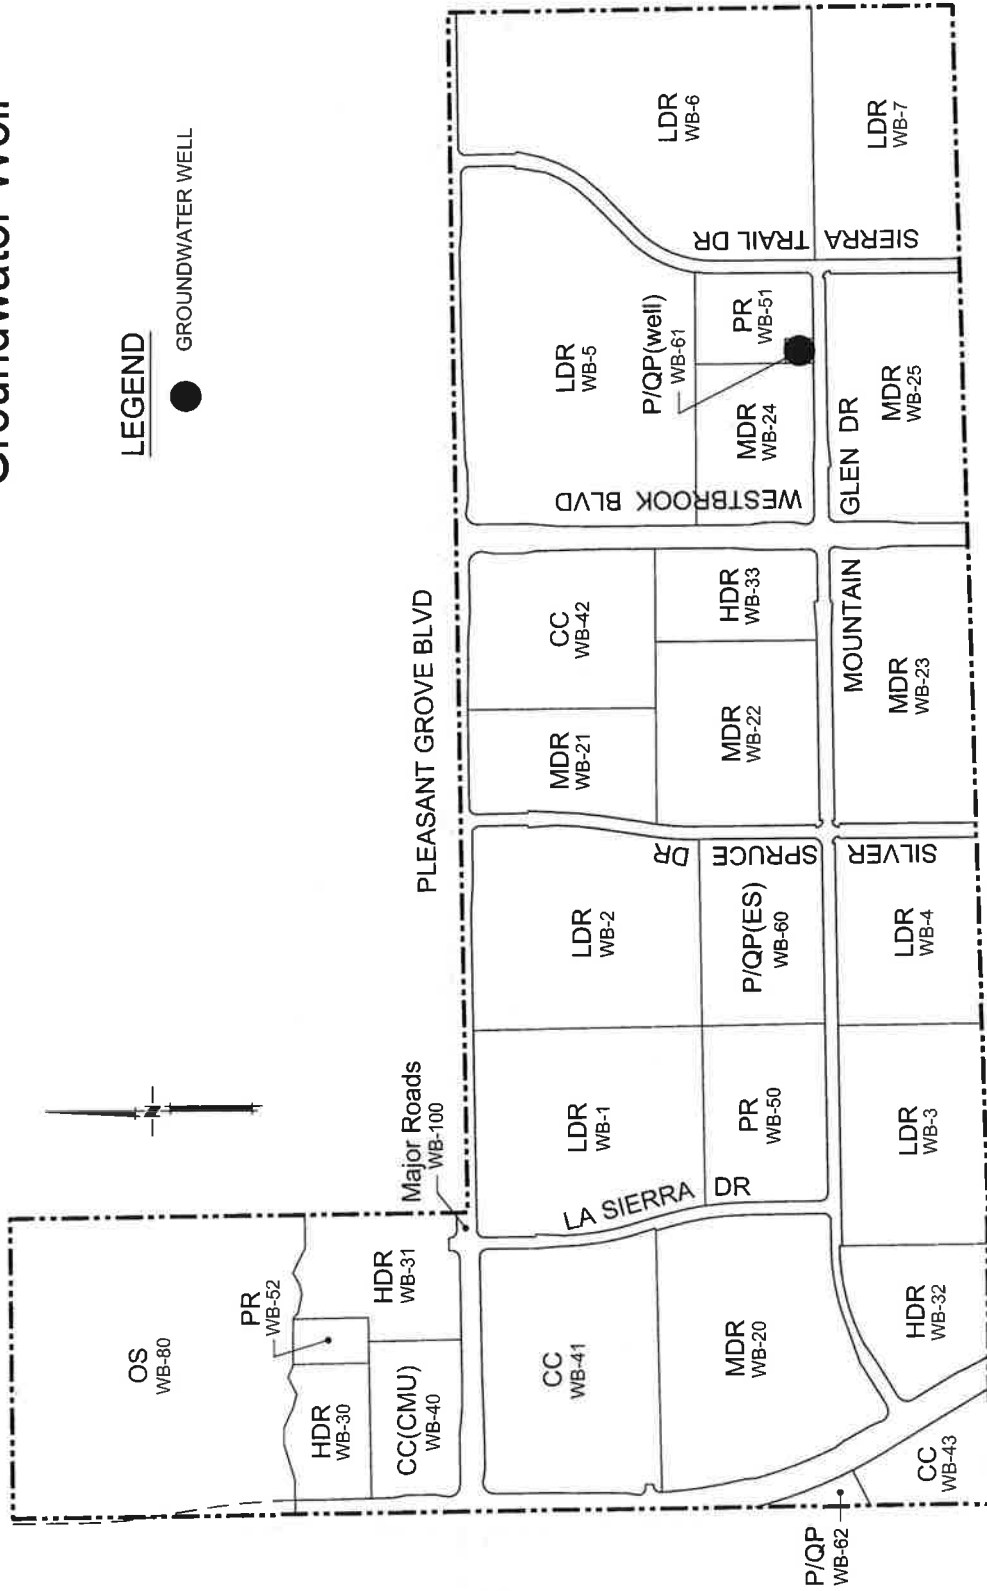 Groundwater Well
LEGEND
GROUNDWATER WELL
PLEASANT GROVE BLVD
Major Roads
WB-100
OS
WB-80
PR
WB-52
HDR
WB-30
HDR
WB-31
CC(CMU)
WB-40
CC
WB-41
MDR
WB-20
P/QP
WB-62
CC
WB-43
HDR
WB-32
LA SIERRA DR
LDR
WB-1
LDR
WB-2
PR
WB-50
P/QP(ES)
WB-60
LDR
WB-3
LDR
WB-4
SILVER SPRUCE DR
MDR
WB-21
CC
WB-42
MDR
WB-22
HDR
WB-33
MDR
WB-23
MOUNTAIN GLEN DR
WESTBROOK BLVD
LDR
WB-5
P/QP(well)
WB-61
MDR
WB-24
PR
WB-51
MDR
WB-25
SIERRA TRAIL DR
LDR
WB-6
LDR
WB-7